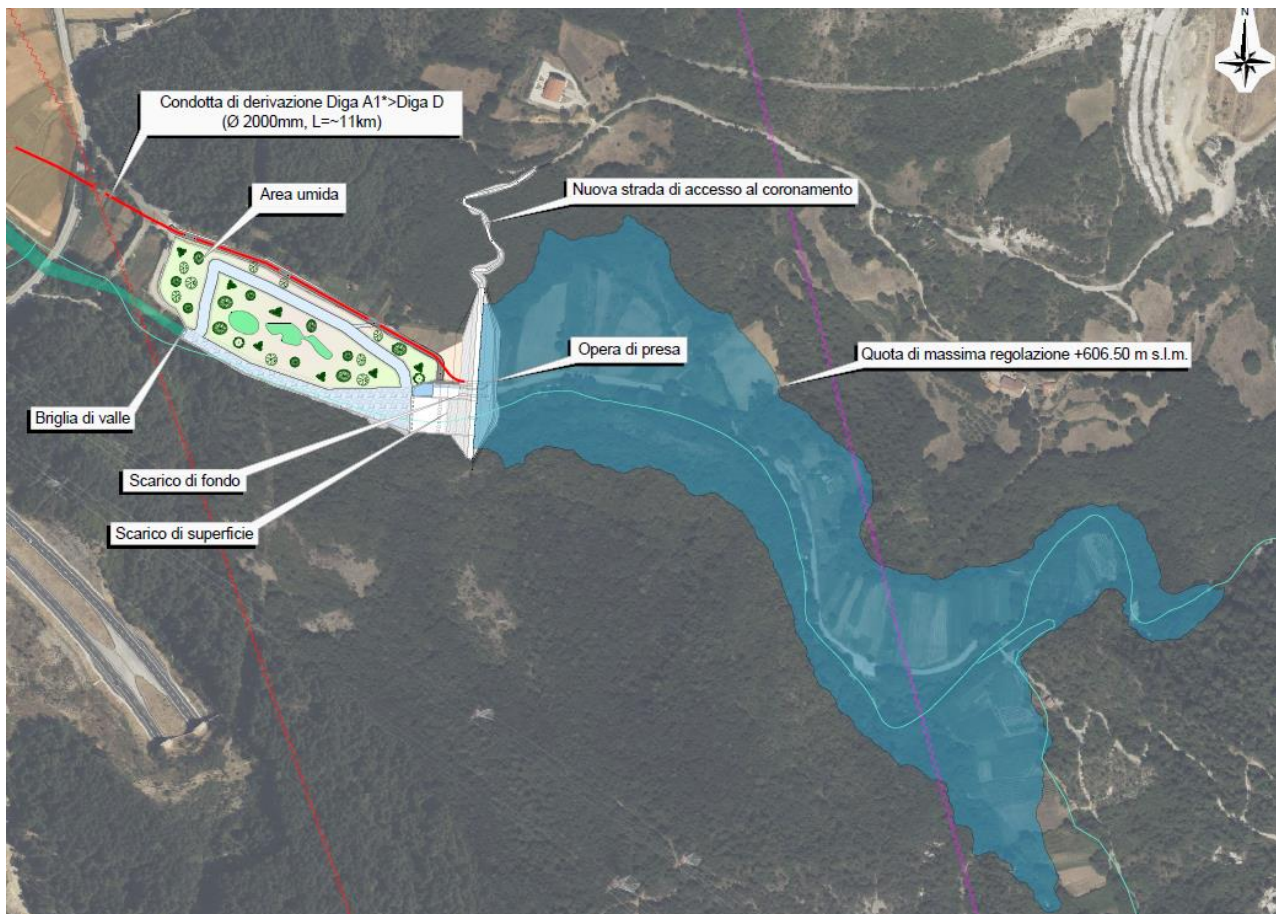 N
Condotta di derivazione Diga A1*>Diga D
(Ø 2000mm, L=~11km)
Area umida
Nuova strada di accesso al coronamento
Opera di presa
Quota di massima regolazione +606.50 m s.l.m.
Briglia di valle
Scarico di fondo
Scarico di superficie